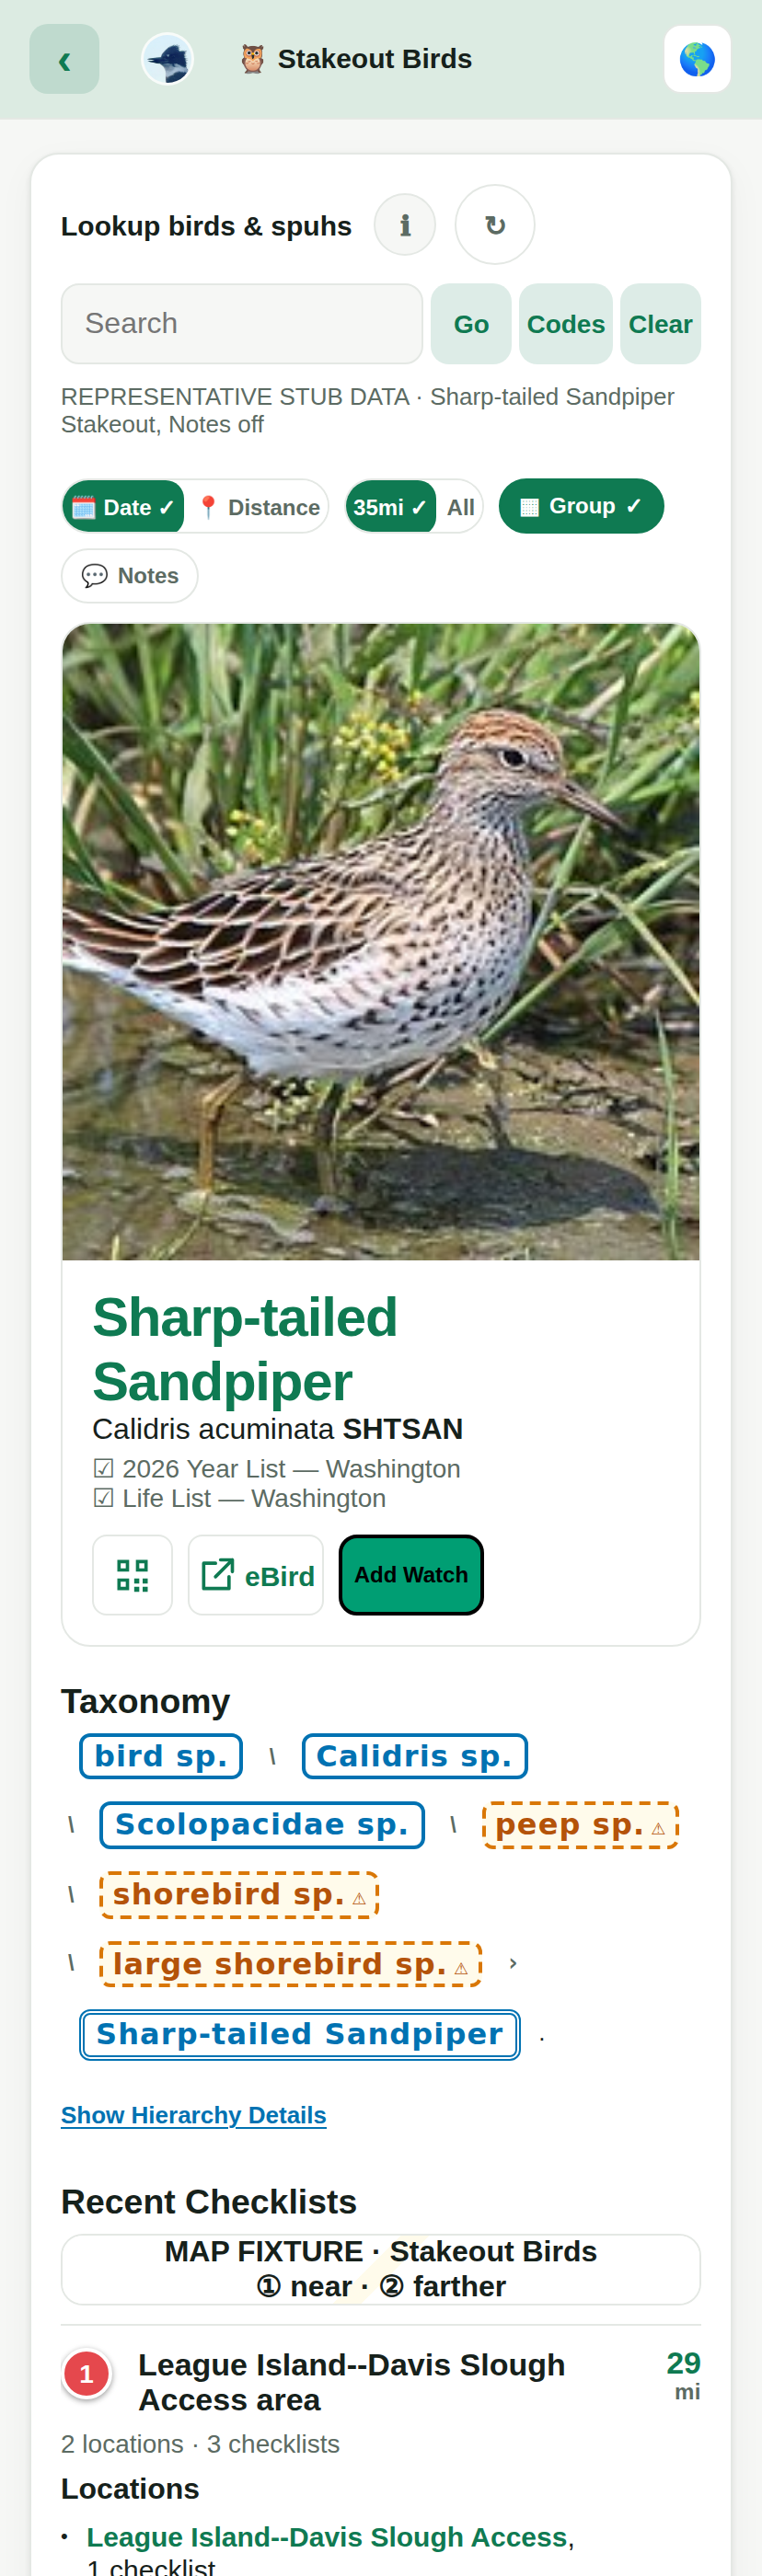 ‹ 🦉 Stakeout Birds 🌎
Lookup birds & spuhs ℹ ↻
Search Go Codes Clear
REPRESENTATIVE STUB DATA · Sharp-tailed Sandpiper
Stakeout, Notes off
🗓️ Date ✓ 📍 Distance 35mi ✓ All ▦ Group ✓
💬 Notes
Sharp-tailed
Sandpiper
Calidris acuminata SHTSAN
☑ 2026 Year List — Washington
☑ Life List — Washington
eBird Add Watch
Taxonomy
bird sp. \ Calidris sp.
\ Scolopacidae sp. \ peep sp. ⚠
\ shorebird sp. ⚠
\ large shorebird sp. ⚠ ›
Sharp-tailed Sandpiper .
Show Hierarchy Details
Recent Checklists
MAP FIXTURE · Stakeout Birds
① near · ② farther
1 League Island--Davis Slough 29
Access area mi
2 locations · 3 checklists
Locations
• League Island--Davis Slough Access,
1 checklist